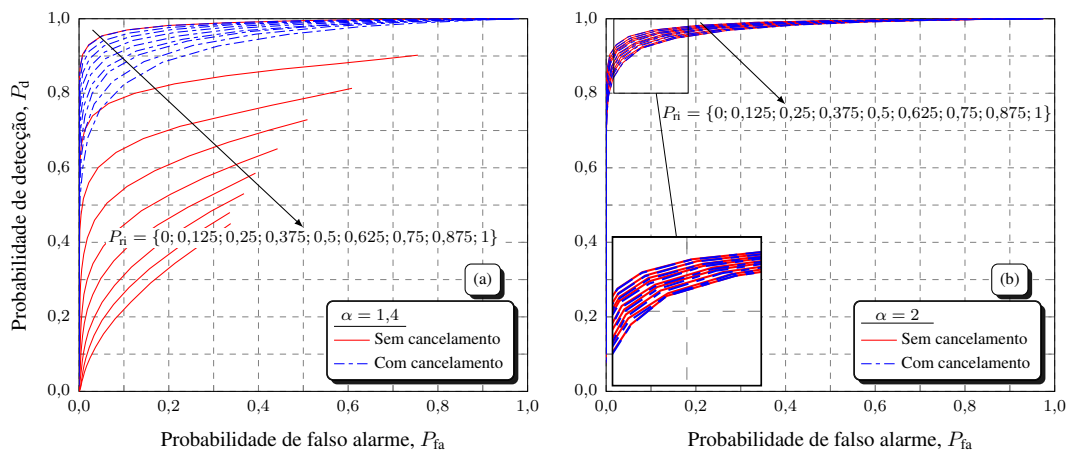 1,0
0,8
0,6
0,4
0,2
0,0
0,0
0,2
0,4
0,6
0,8
1,0
Probabilidade de detecção, P_d
Probabilidade de falso alarme, P_fa
P_ri = {0; 0,125; 0,25; 0,375; 0,5; 0,625; 0,75; 0,875; 1}
(a)
α = 1,4
Sem cancelamento
Com cancelamento
1,0
0,8
0,6
0,4
0,2
0,0
0,0
0,2
0,4
0,6
0,8
1,0
Probabilidade de falso alarme, P_fa
P_ri = {0; 0,125; 0,25; 0,375; 0,5; 0,625; 0,75; 0,875; 1}
(b)
α = 2
Sem cancelamento
Com cancelamento